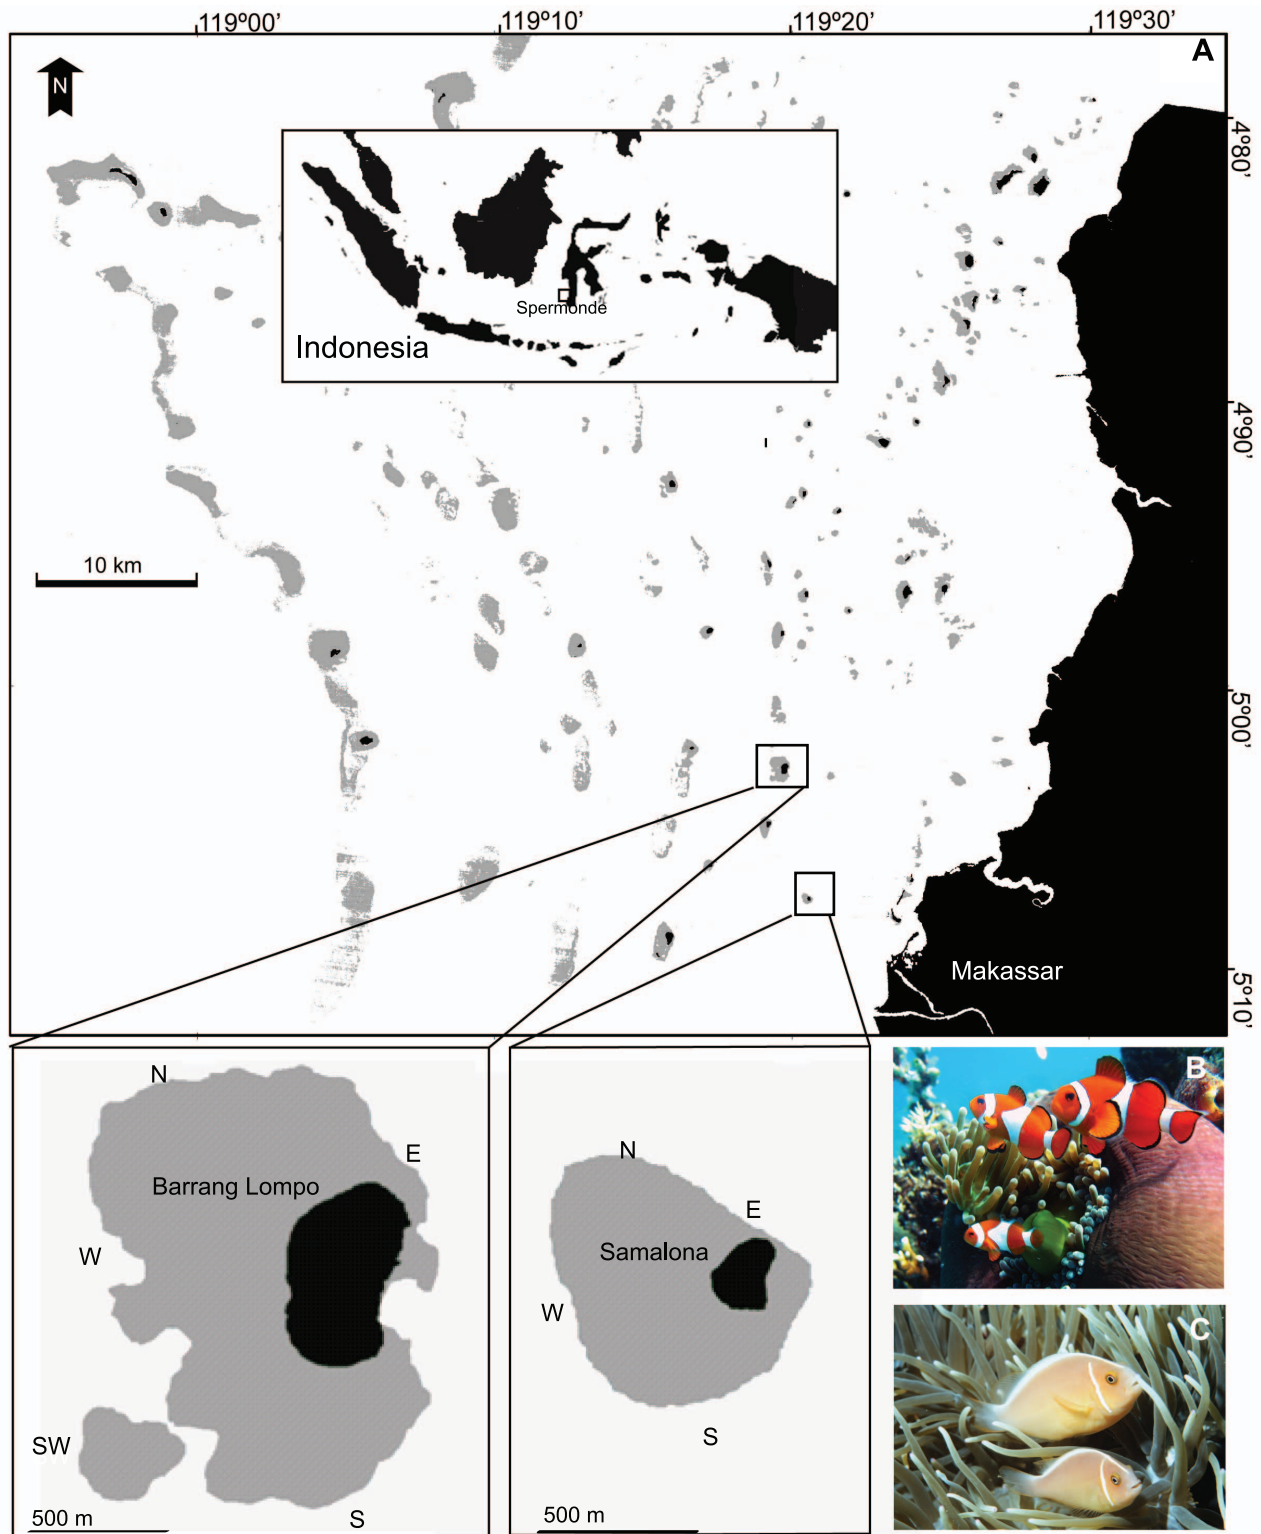 119º00’
119º10’
119º20’
119º30’
A
N
4º80’
Spermonde
Indonesia
4º90’
10 km
5º00’
Makassar
5º10’
N
E
Barrang Lompo
W
SW
S
500 m
N
E
Samalona
W
S
500 m
B
C